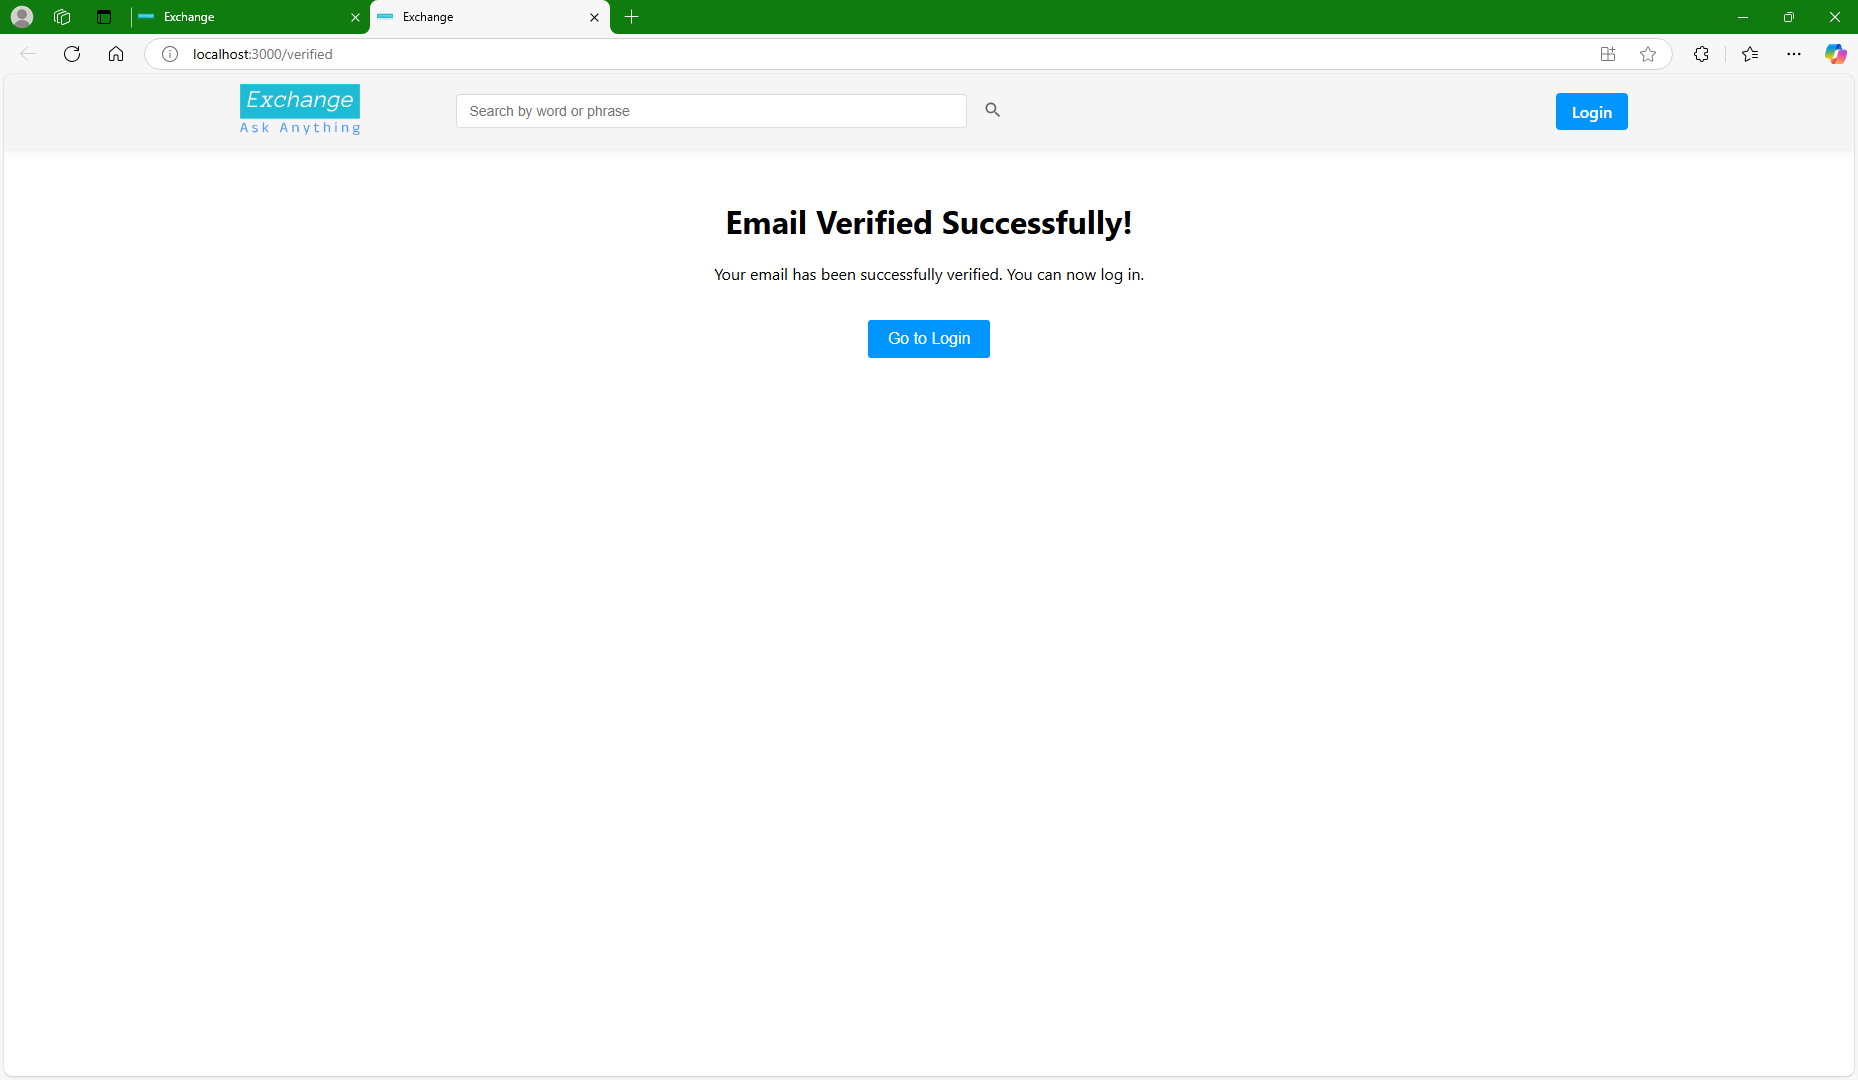 Exchange
Exchange
localhost:3000/verified
Exchange
Ask Anything
Search by word or phrase
Login
Email Verified Successfully!
Your email has been successfully verified. You can now log in.
Go to Login